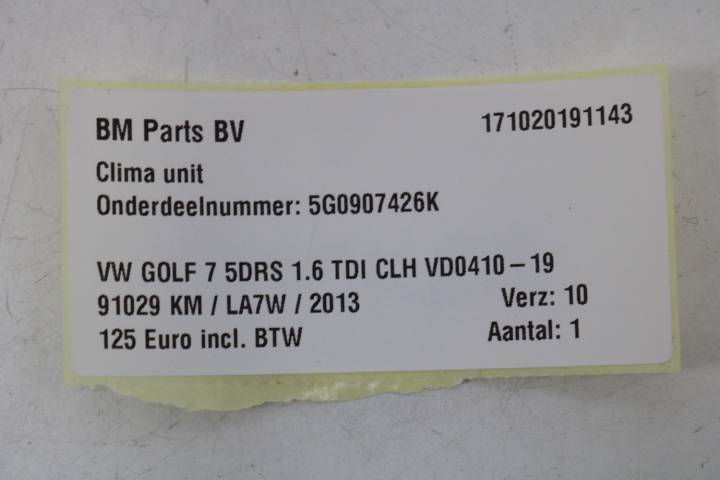 BM Parts BV
171020191143
Clima unit
Onderdeelnummer: 5G0907426K
VW GOLF 7 5DRS 1.6 TDI CLH VD0410-19
91029 KM / LA7W / 2013 Verz: 10
125 Euro incl. BTW Aantal: 1